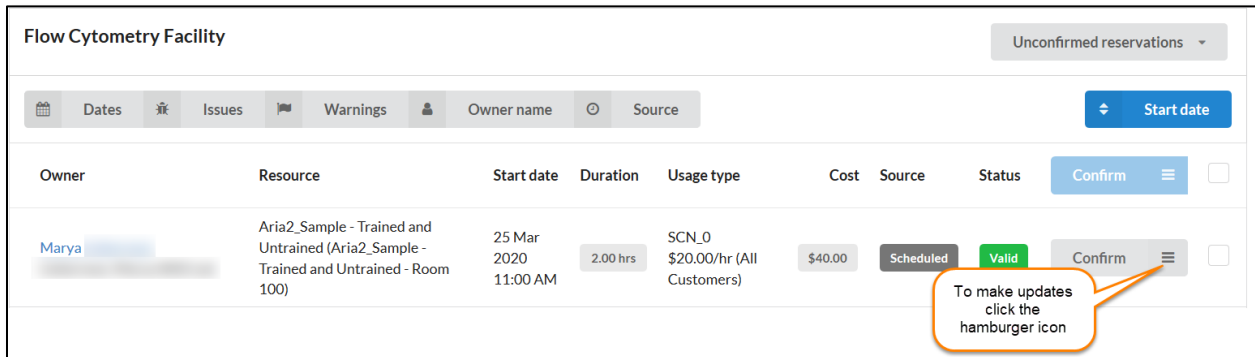 Flow Cytometry Facility
Unconfirmed reservations
Dates Issues Warnings Owner name Source
Start date
Owner Resource Start date Duration Usage type Cost Source Status Confirm
Marya
Aria2_Sample - Trained and
Untrained (Aria2_Sample -
Trained and Untrained - Room
100)
25 Mar
2020
11:00 AM
2.00 hrs
SCN_0
$20.00/hr (All
Customers)
$40.00
Scheduled
Valid
Confirm
To make updates
click the
hamburger icon